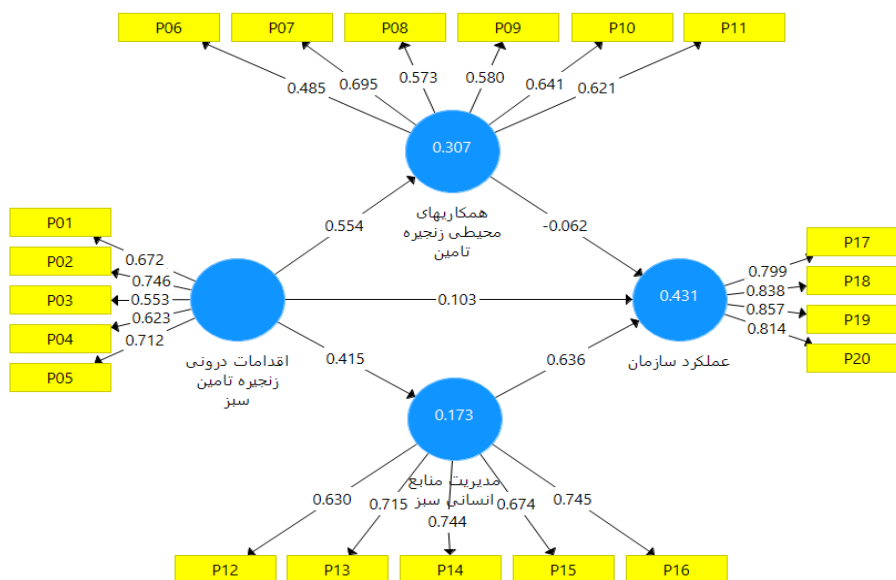 P06
P07
P08
P09
P10
P11
0.485
0.695
0.573
0.580
0.641
0.621
0.307
همکاریهای
محیطی زنجیره
تامین
0.554
-0.062
P01
P02
P03
P04
P05
0.672
0.746
0.553
0.623
0.712
اقدامات درونی
زنجیره تامین
سبز
0.103
0.431
عملکرد سازمان
P17
P18
P19
P20
0.799
0.838
0.857
0.814
0.415
0.636
0.173
مدیریت منابع
انسانی سبز
0.630
0.715
0.744
0.674
0.745
P12
P13
P14
P15
P16